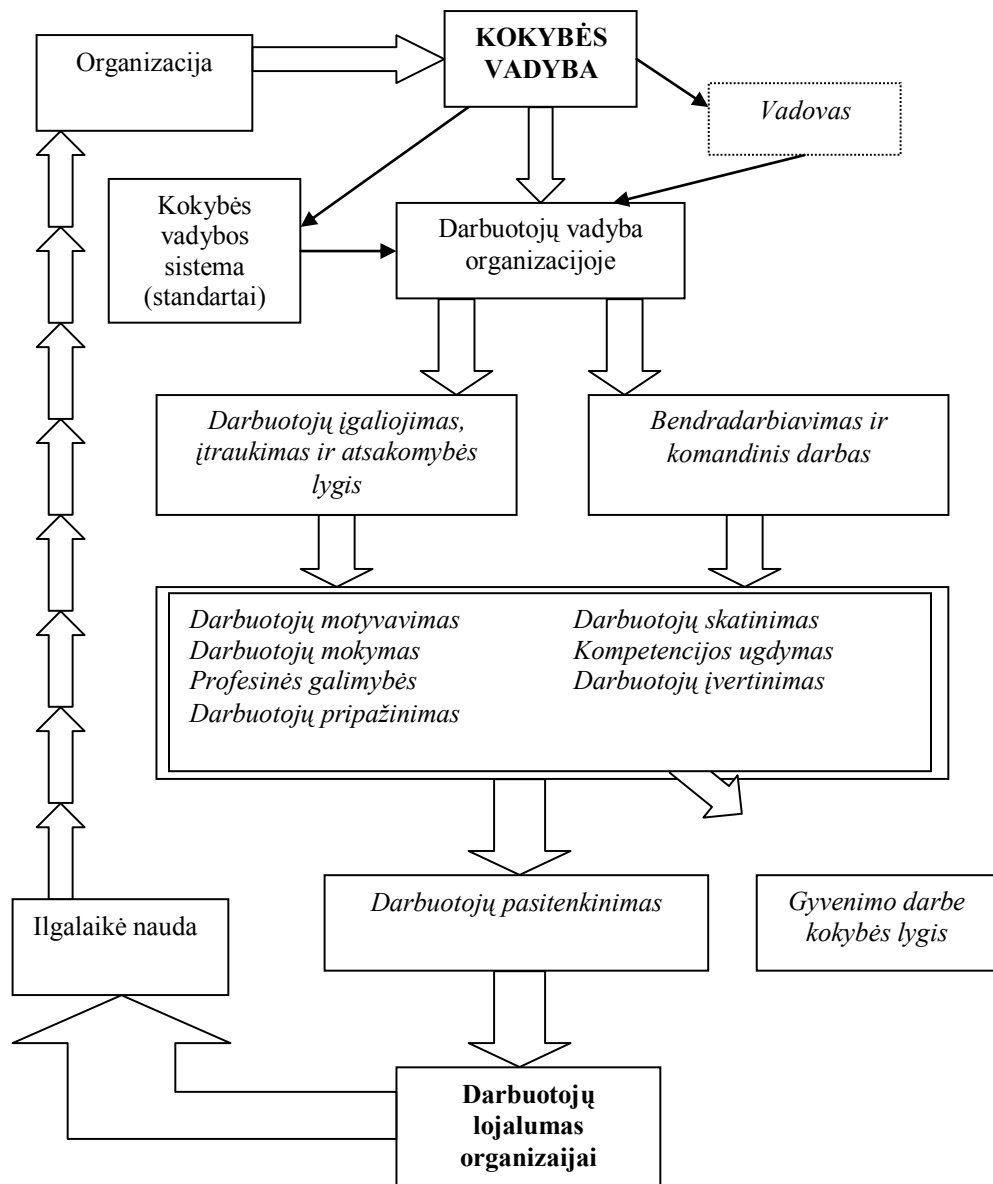 Organizacija
KOKYBĖS
VADYBA
Vadovas
Kokybės
vadybos
sistema
(standartai)
Darbuotojų vadyba
organizacijoje
Darbuotojų įgaliojimas,
įtraukimas ir atsakomybės
lygis
Bendradarbiavimas ir
komandinis darbas
Darbuotojų motyvavimas
Darbuotojų mokymas
Profesinės galimybės
Darbuotojų pripažinimas
Darbuotojų skatinimas
Kompetencijos ugdymas
Darbuotojų įvertinimas
Ilgalaikė nauda
Darbuotojų pasitenkinimas
Gyvenimo darbe
kokybės lygis
Darbuotojų
lojalumas
organizaijai